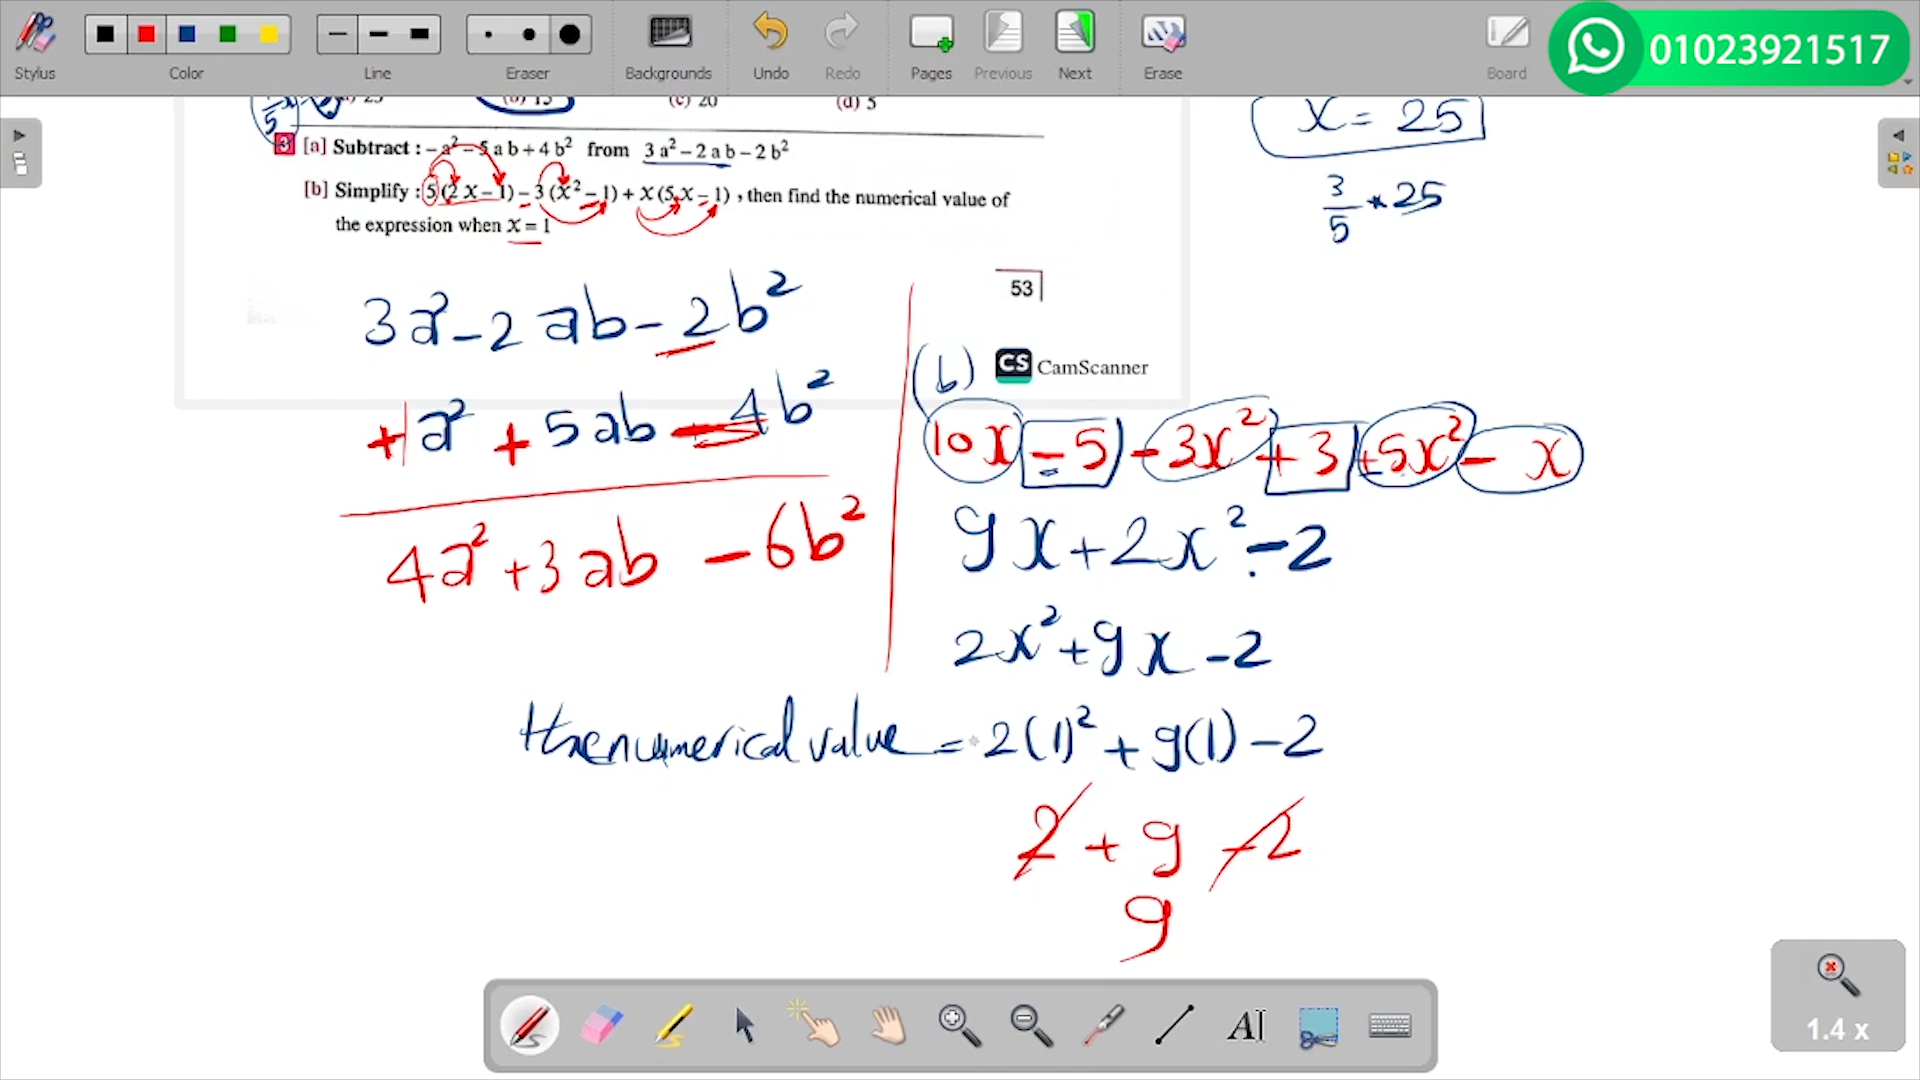 Stylus Color Line Eraser Backgrounds Undo Redo Pages Previous Next Erase Board
01023921517
(b) 15 (c) 20 (d) 5
x = 25
3/5 * 25
3 [a] Subtract : – a² – 5 a b + 4 b² from 3 a² – 2 a b – 2 b²
[b] Simplify : 5 (2 X – 1) – 3 (X² – 1) + X (5 X – 1) , then find the numerical value of
the expression when X = 1
53
CS CamScanner
3a² - 2ab - 2b²
+a² + 5ab - 4b²
4a² + 3ab - 6b²
(b)
10x - 5 - 3x² + 3 + 5x² - x
9x + 2x² - 2
2x² + 9x - 2
the numerical value = 2(1)² + 9(1) - 2
2 + 9 - 2
9
1.4 x